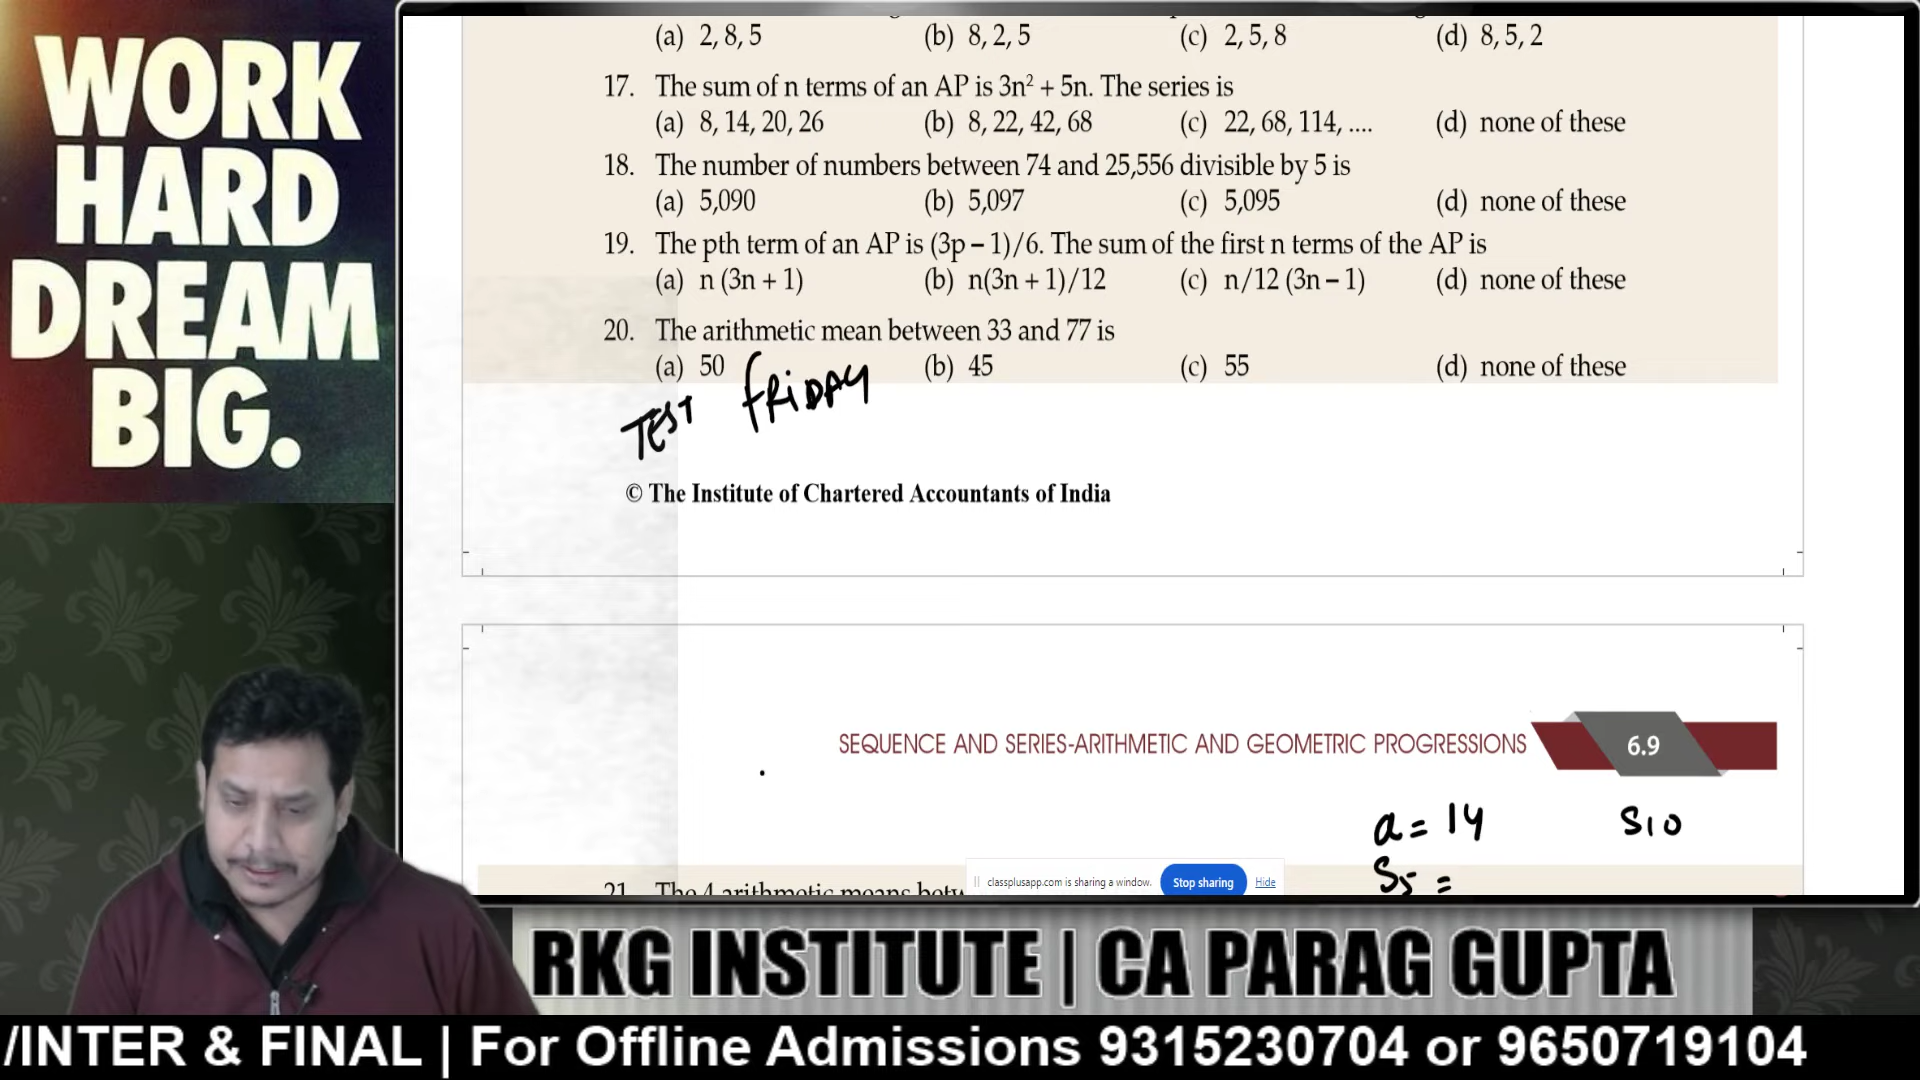 WORK
HARD
DREAM
BIG.
(a) 2, 8, 5 (b) 8, 2, 5 (c) 2, 5, 8 (d) 8, 5, 2
17. The sum of n terms of an AP is 3n² + 5n. The series is
(a) 8, 14, 20, 26 (b) 8, 22, 42, 68 (c) 22, 68, 114, .... (d) none of these
18. The number of numbers between 74 and 25,556 divisible by 5 is
(a) 5,090 (b) 5,097 (c) 5,095 (d) none of these
19. The pth term of an AP is (3p – 1)/6. The sum of the first n terms of the AP is
(a) n (3n + 1) (b) n(3n + 1)/12 (c) n/12 (3n – 1) (d) none of these
20. The arithmetic mean between 33 and 77 is
(a) 50 (b) 45 (c) 55 (d) none of these
TEST FRiDAY
© The Institute of Chartered Accountants of India
SEQUENCE AND SERIES-ARITHMETIC AND GEOMETRIC PROGRESSIONS 6.9
a = 14 S10
S5 =
21. The 4 arithmetic means
classplusapp.com is sharing a window. Stop sharing Hide
RKG INSTITUTE | CA PARAG GUPTA
/INTER & FINAL | For Offline Admissions 9315230704 or 9650719104